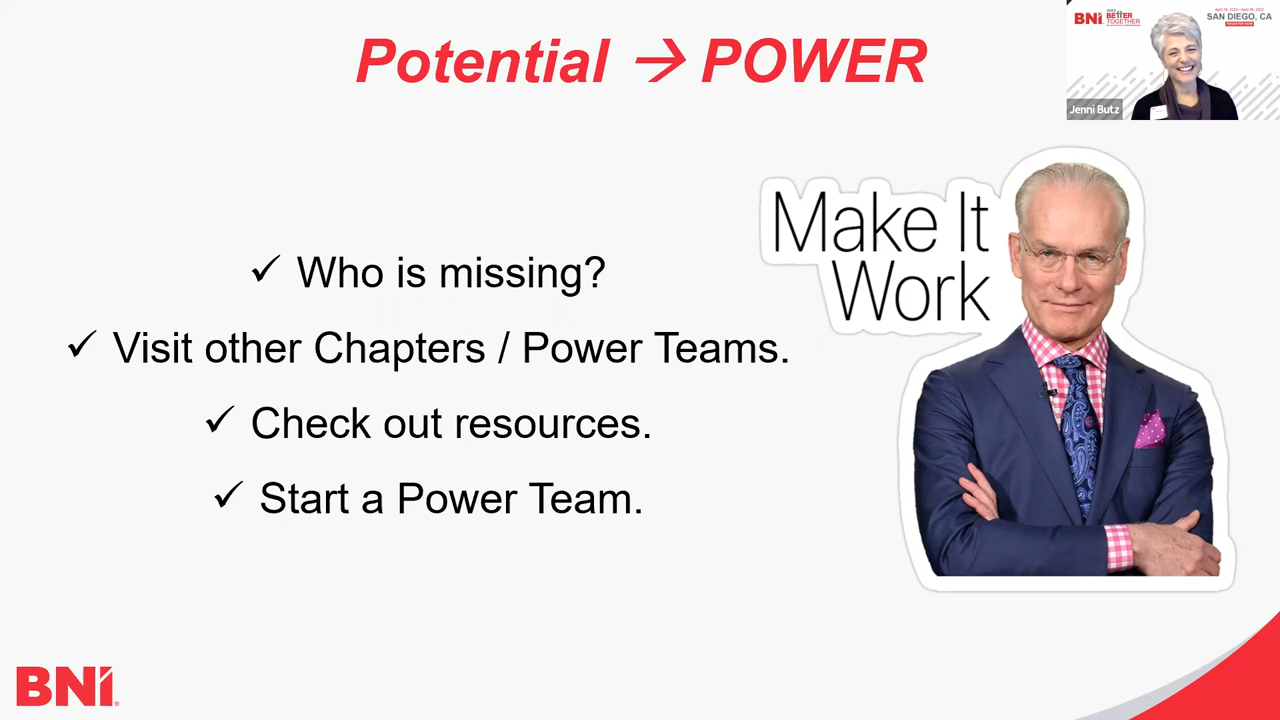 Potential → POWER
BNI
BETTER
TOGETHER
SAN DIEGO, CA
Jenni Butz
Make It
Work
✓ Who is missing?
✓ Visit other Chapters / Power Teams.
✓ Check out resources.
✓ Start a Power Team.
BNI®